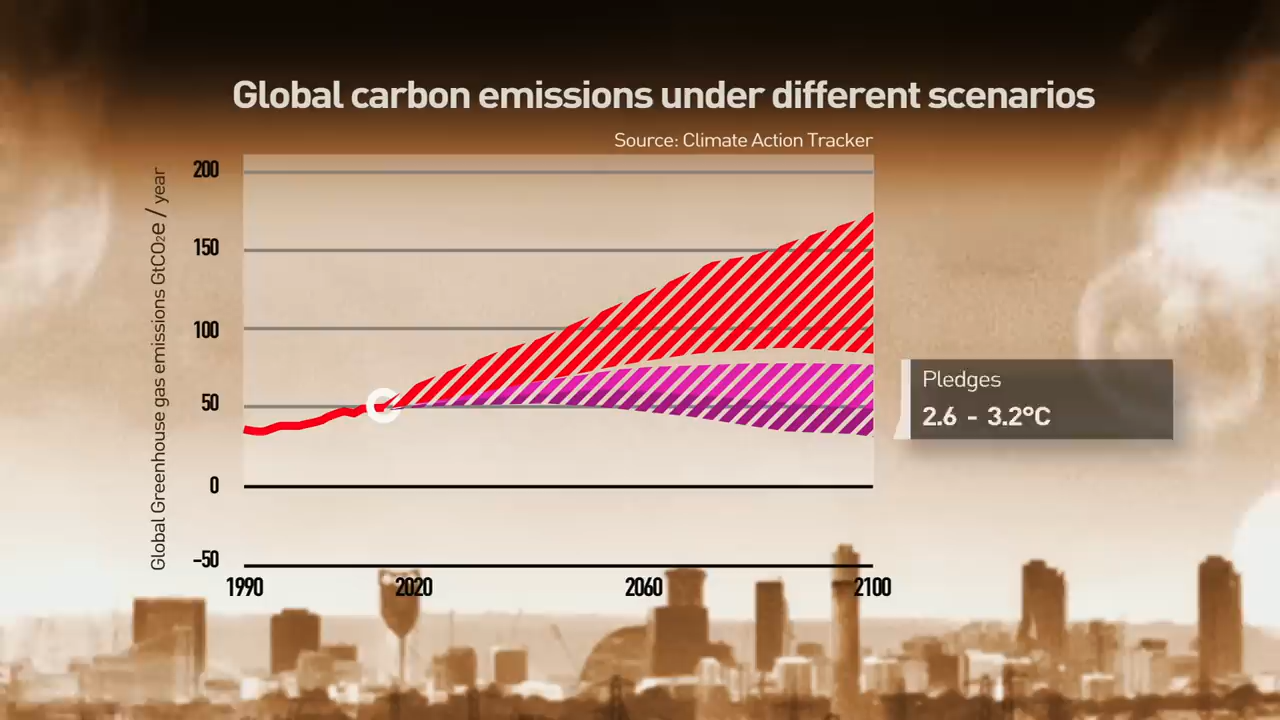 Global carbon emissions under different scenarios
Source: Climate Action Tracker
Global Greenhouse gas emissions GtCO₂e / year
200
150
100
50
0
-50
1990
2020
2060
2100
Pledges
2.6 - 3.2°C